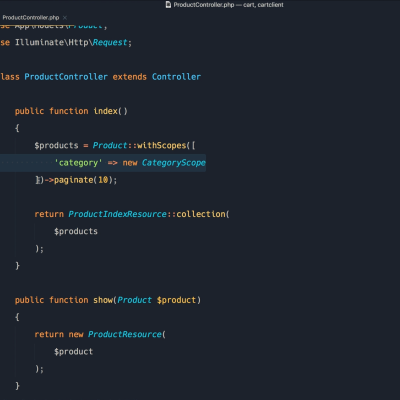 ProductController.php — cart, cartclient
ProductController.php ×
se App\Models\Product;
se Illuminate\Http\Request;
lass ProductController extends Controller
public function index()
{
$products = Product::withScopes([
'category' => new CategoryScope
])->paginate(10);
return ProductIndexResource::collection(
$products
);
}
public function show(Product $product)
{
return new ProductResource(
$product
);
}